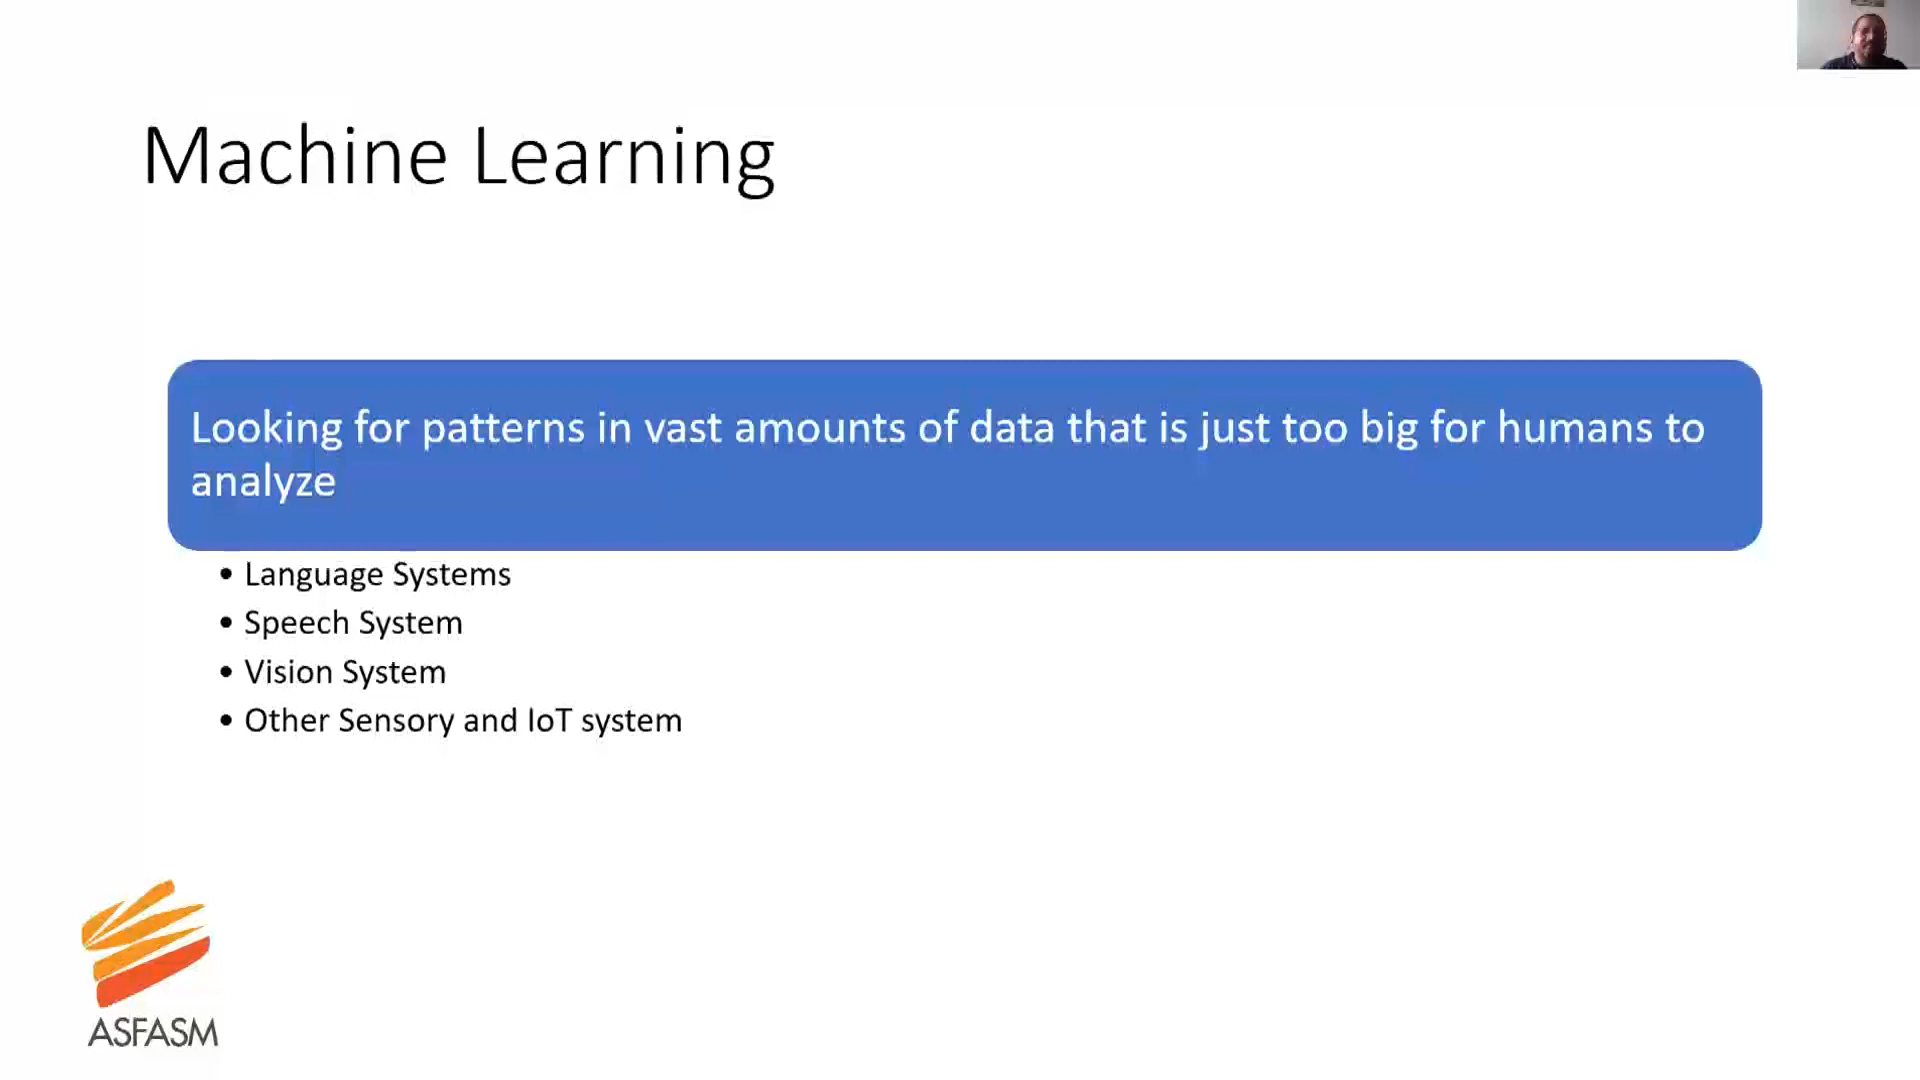 Machine Learning
Looking for patterns in vast amounts of data that is just too big for humans to
analyze
• Language Systems
• Speech System
• Vision System
• Other Sensory and IoT system
ASFASM